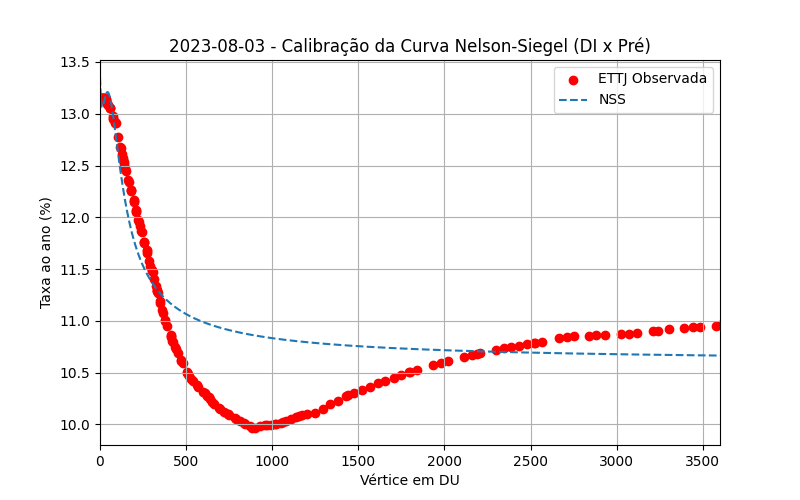 2023-08-03 - Calibração da Curva Nelson-Siegel (DI x Pré)
ETTJ Observada
NSS
Taxa ao ano (%)
13.5
13.0
12.5
12.0
11.5
11.0
10.5
10.0
0 500 1000 1500 2000 2500 3000 3500
Vértice em DU